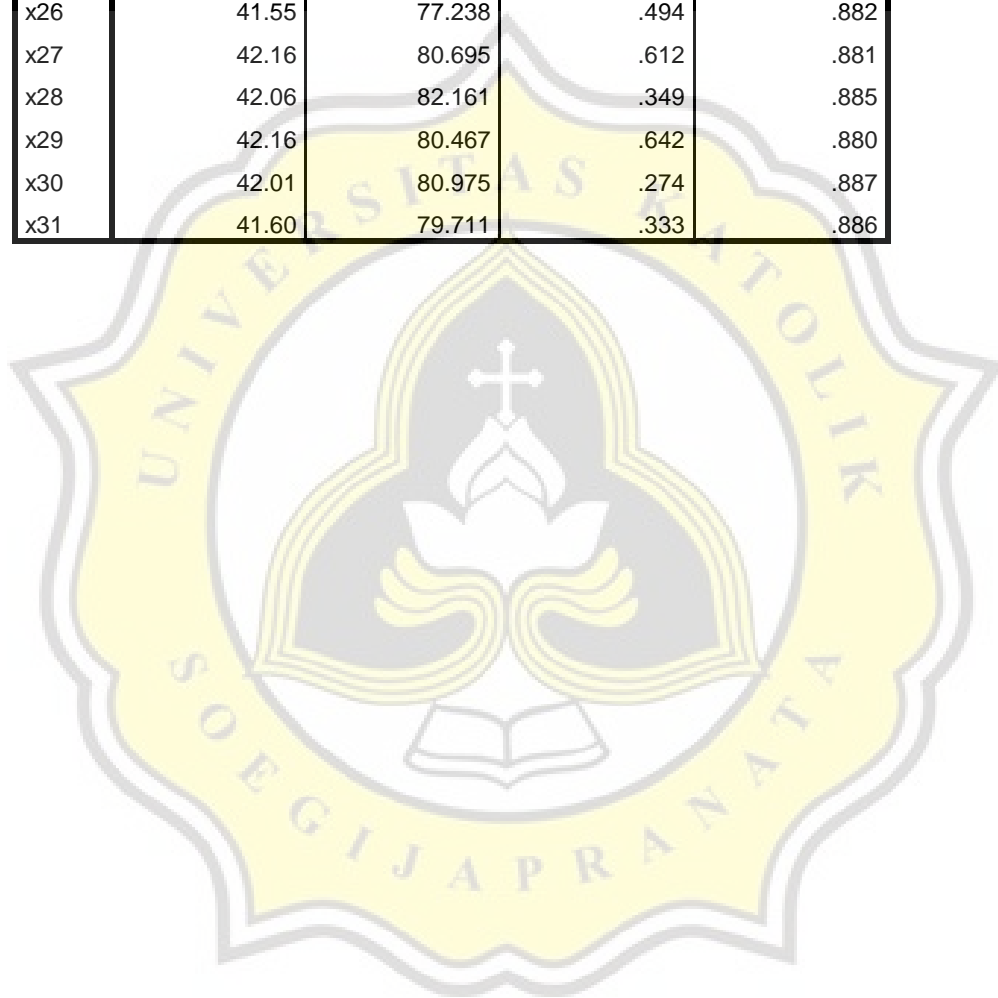 x26 41.55 77.238 .494 .882
x27 42.16 80.695 .612 .881
x28 42.06 82.161 .349 .885
x29 42.16 80.467 .642 .880
x30 42.01 80.975 .274 .887
x31 41.60 79.711 .333 .886
UNIVERSITAS KATOLIK
SOEGIJAPRANATA